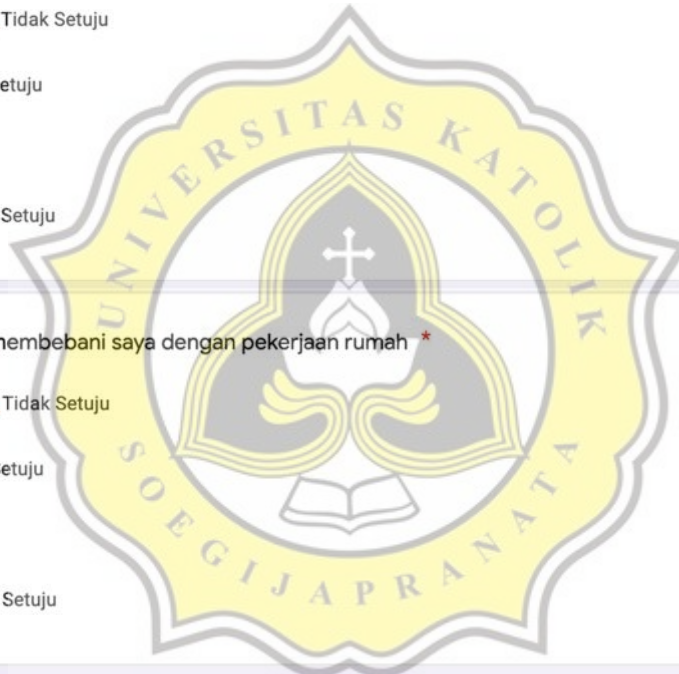 Tidak Setuju
etuju
Setuju
UNIVERSITAS KATOLIK
membebani saya dengan pekerjaan rumah *
Tidak Setuju
etuju
Setuju
SOEGIJAPRANATA